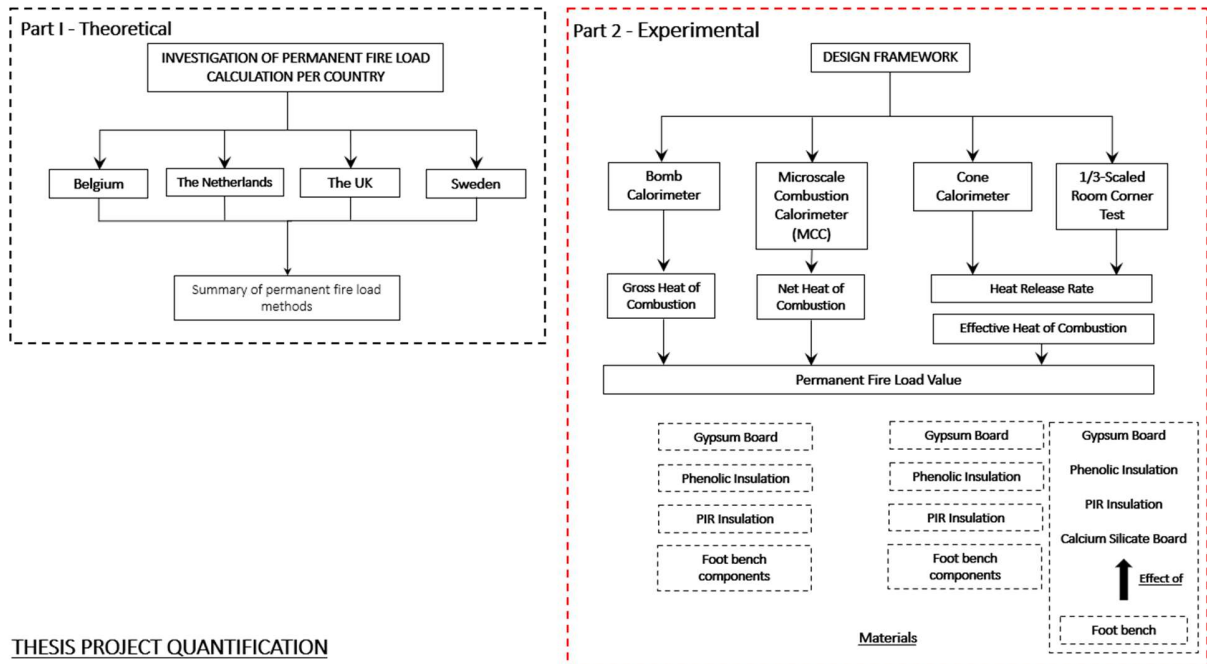 Part I - Theoretical
INVESTIGATION OF PERMANENT FIRE LOAD
CALCULATION PER COUNTRY
Belgium
The Netherlands
The UK
Sweden
Summary of permanent fire load
methods
THESIS PROJECT QUANTIFICATION
Part 2 - Experimental
DESIGN FRAMEWORK
Bomb
Calorimeter
Microscale
Combustion
Calorimeter
(MCC)
Cone
Calorimeter
1/3-Scaled
Room Corner
Test
Gross Heat of
Combustion
Net Heat of
Combustion
Heat Release Rate
Effective Heat of Combustion
Permanent Fire Load Value
Gypsum Board
Phenolic Insulation
PIR Insulation
Foot bench
components
Gypsum Board
Phenolic Insulation
PIR Insulation
Foot bench
components
Gypsum Board
Phenolic Insulation
PIR Insulation
Calcium Silicate Board
Effect of
Foot bench
Materials